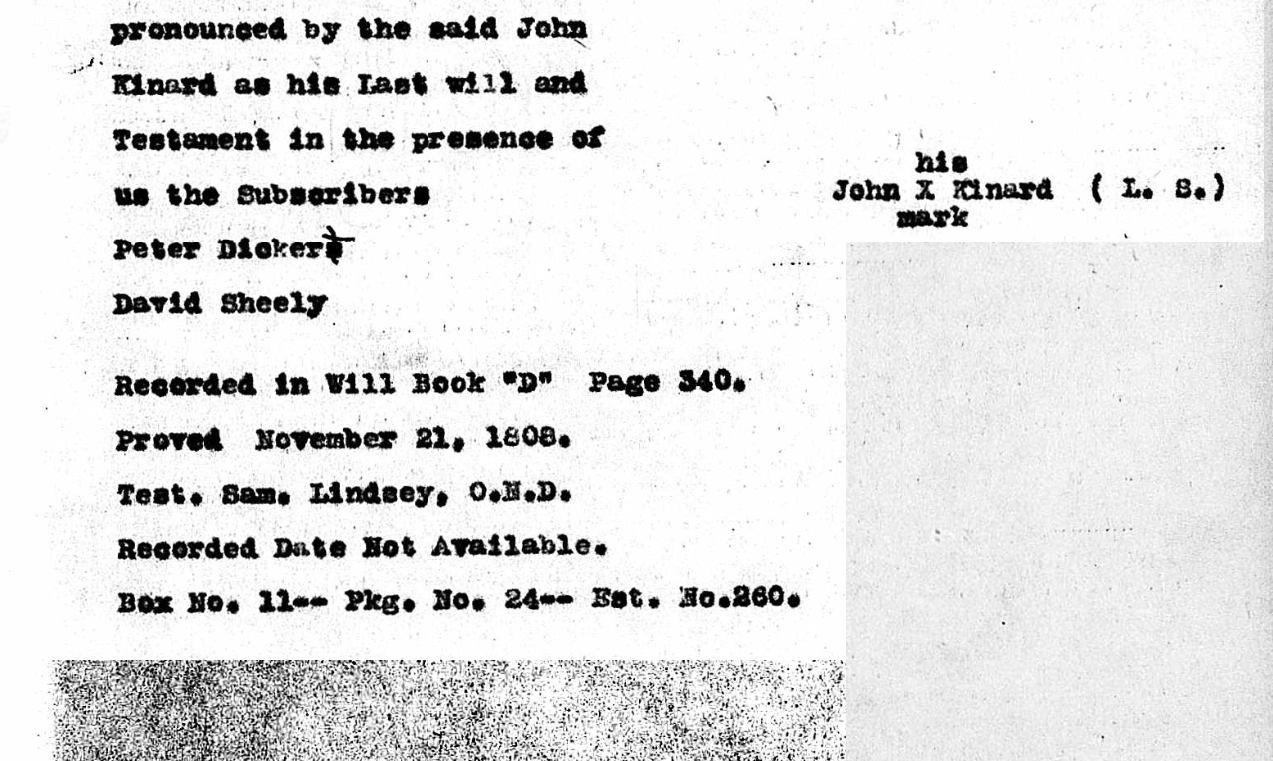 pronounced by the said John
Kinard as his Last will and
Testament in the presence of
us the Subscribers
his
John X Kinard ( L. S.)
mark
Peter Dickert
David Sheely
Recorded in Will Book "D" Page 340.
Proved November 21, 1808.
Test. Sam. Lindsey, O.N.D.
Recorded Date Not Available.
Box No. 11-- Pkg. No. 24-- Est. No.260.